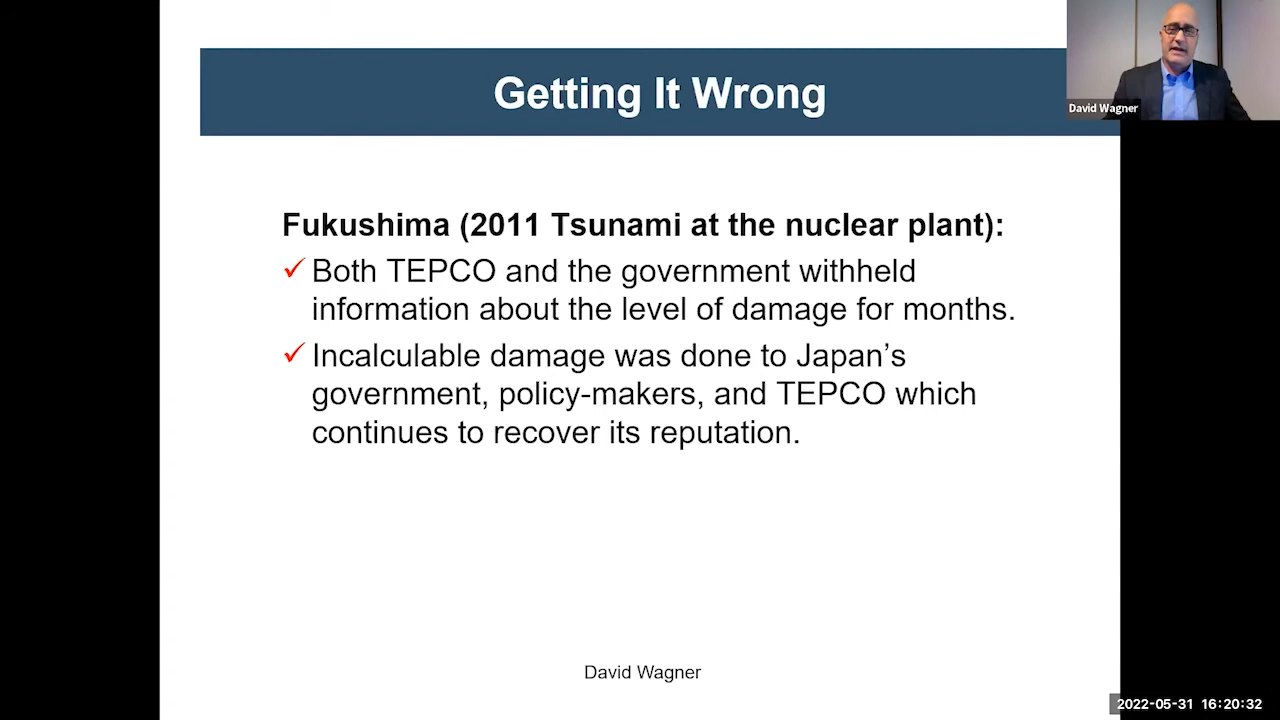 Getting It Wrong
David Wagner
Fukushima (2011 Tsunami at the nuclear plant):
✓ Both TEPCO and the government withheld
information about the level of damage for months.
✓ Incalculable damage was done to Japan’s
government, policy-makers, and TEPCO which
continues to recover its reputation.
David Wagner
2022-05-31 16:20:32